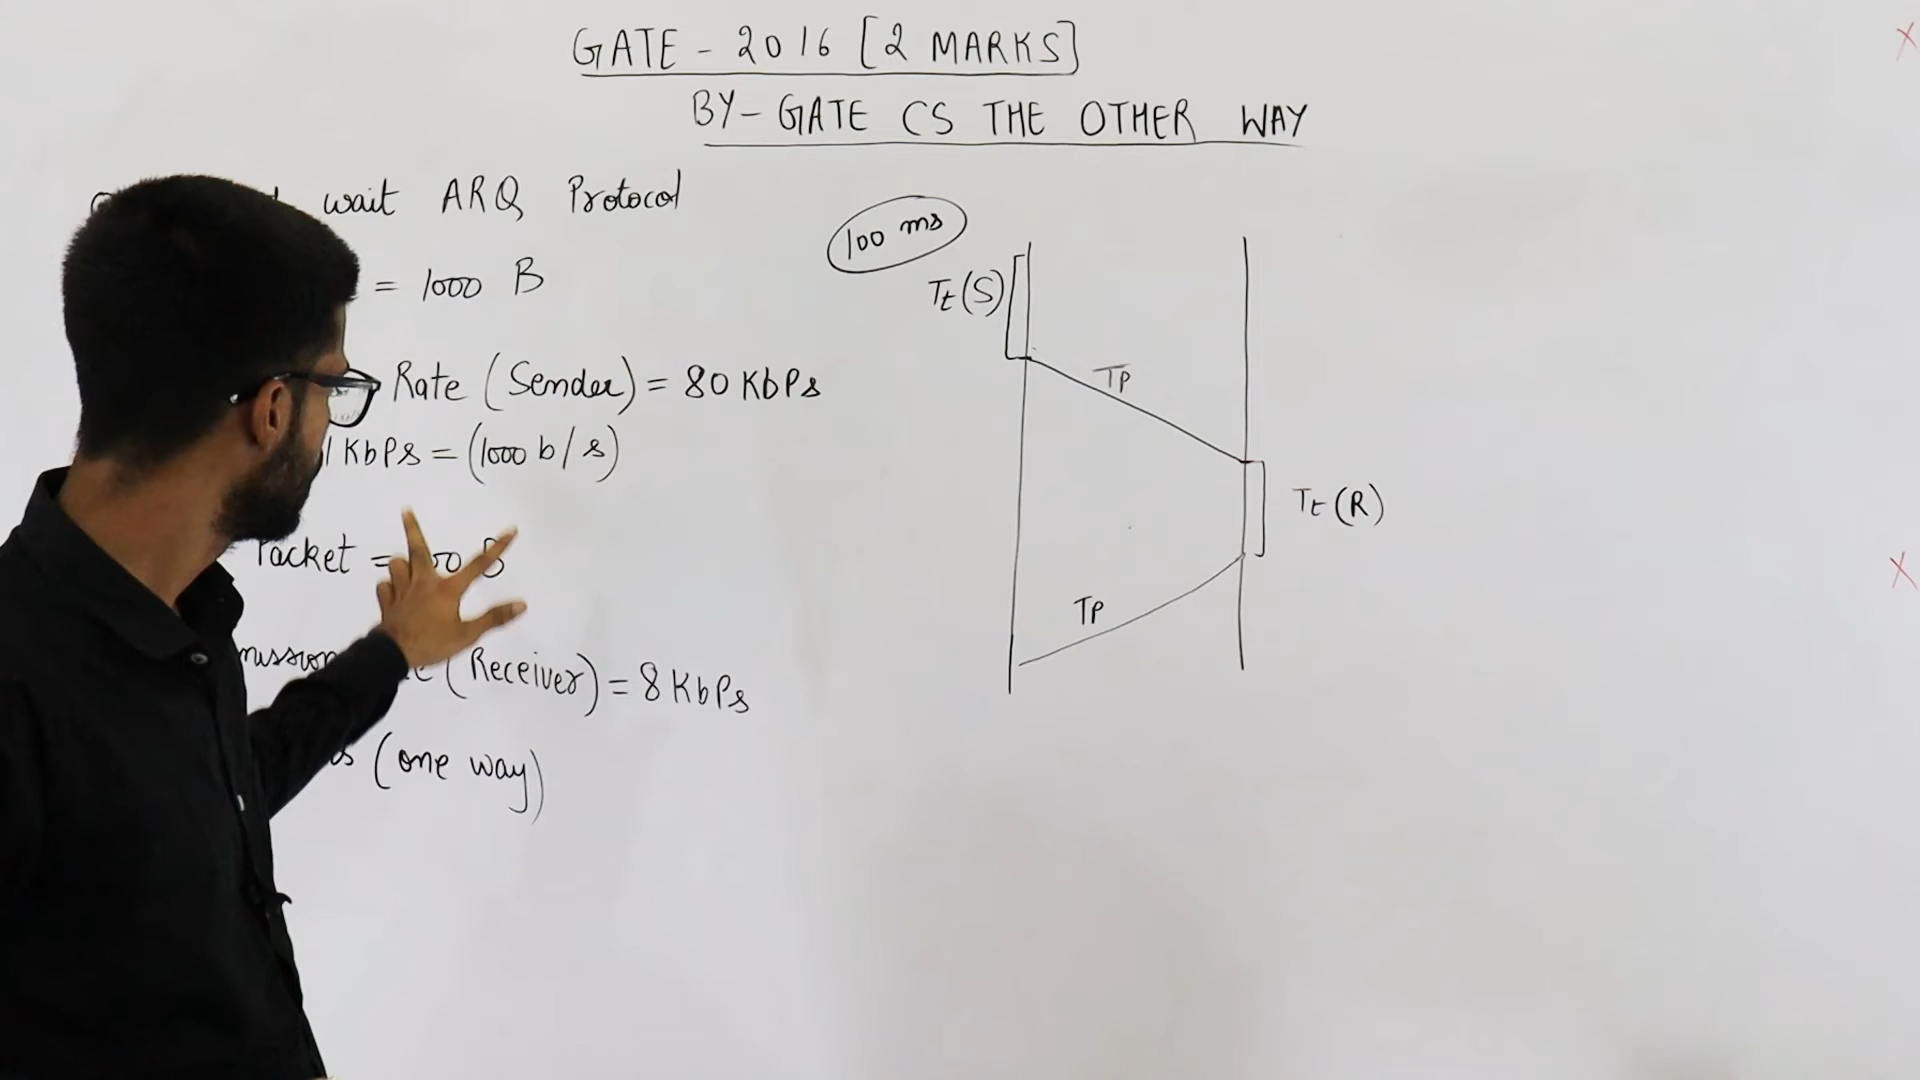 GATE - 2016 [2 MARKS]
BY - GATE CS THE OTHER WAY
wait ARQ Protocol
= 1000 B
Rate (Sender) = 80 KbPs
1 KbPs = (1000 b/s)
Packet =
(Receiver) = 8 KbPs
(one way)
100 ms
Tt(S)
TP
Tt(R)
TP